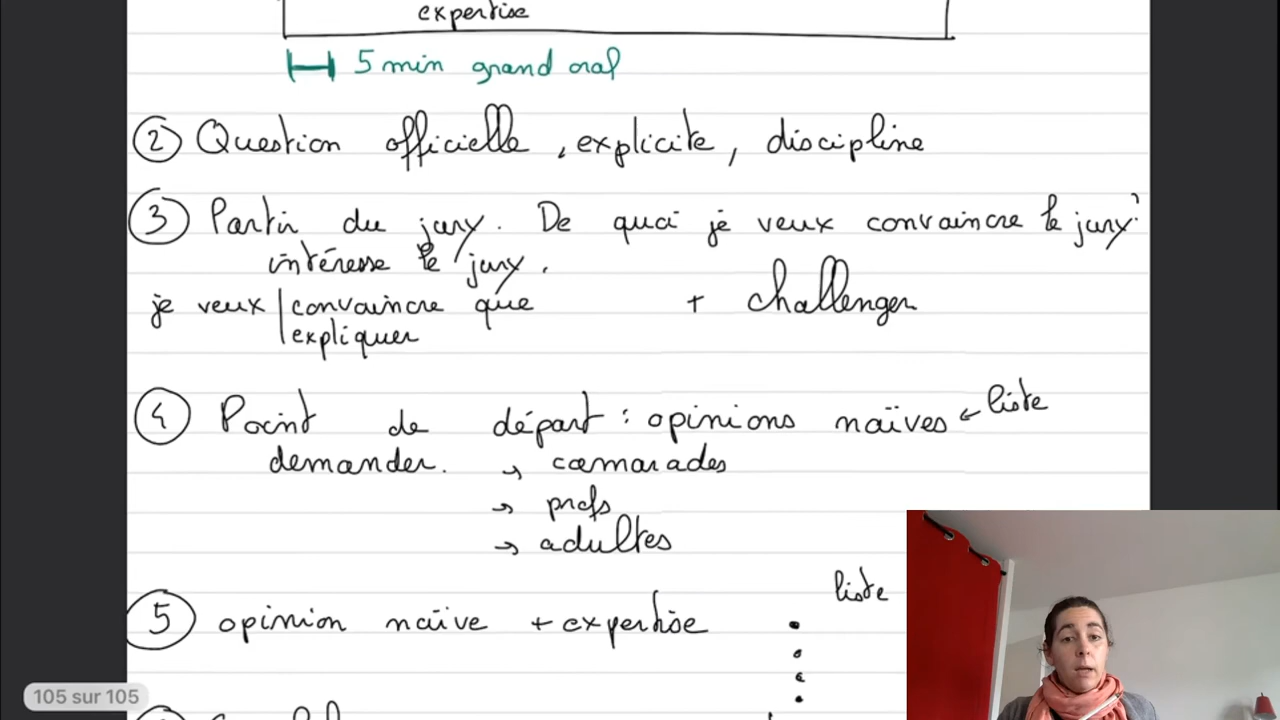 expertise
5 min grand oral
② Question officielle, explicite, discipline
③ Partir du jury. De quoi je veux convaincre le jury?
intéresse le jury.
je veux convaincre que + challenger
expliquer
④ Point de départ : opinions naïves ← liste
demander. → camarades
→ profs
→ adultes
liste
⑤ opinion naïve + expertise
105 sur 105